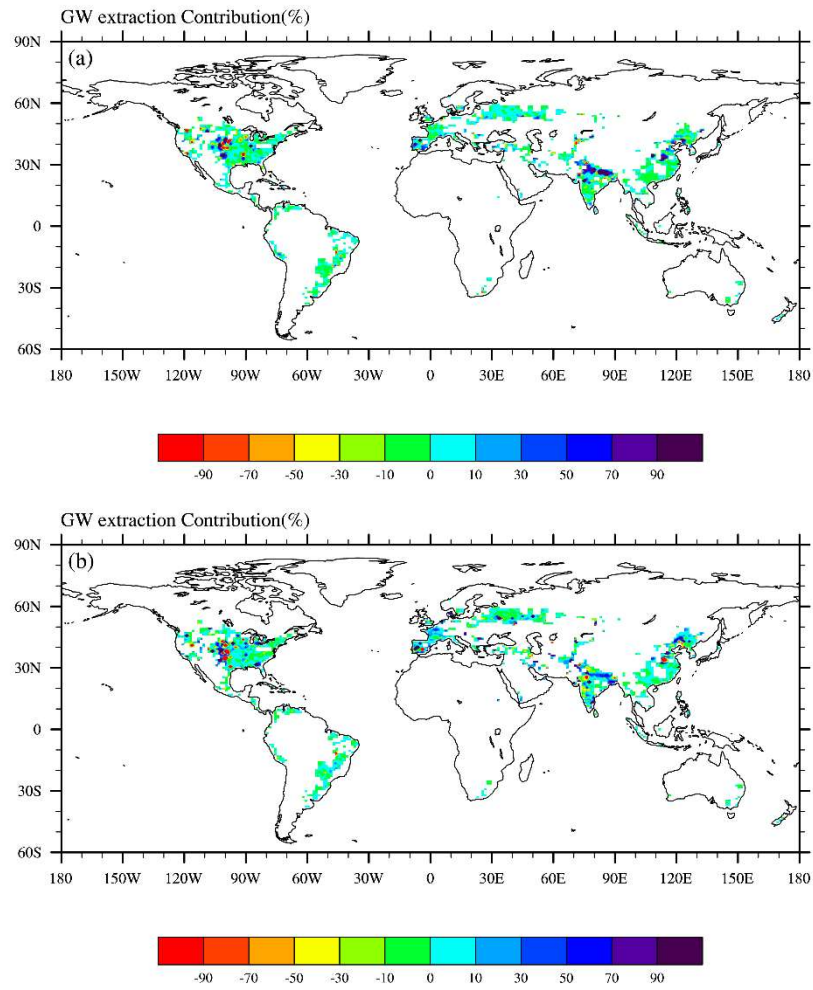 GW extraction Contribution(%)
90N
(a)
60N
30N
0
30S
60S
180 150W 120W 90W 60W 30W 0 30E 60E 90E 120E 150E 180
-90 -70 -50 -30 -10 0 10 30 50 70 90
GW extraction Contribution(%)
90N
(b)
60N
30N
0
30S
60S
180 150W 120W 90W 60W 30W 0 30E 60E 90E 120E 150E 180
-90 -70 -50 -30 -10 0 10 30 50 70 90